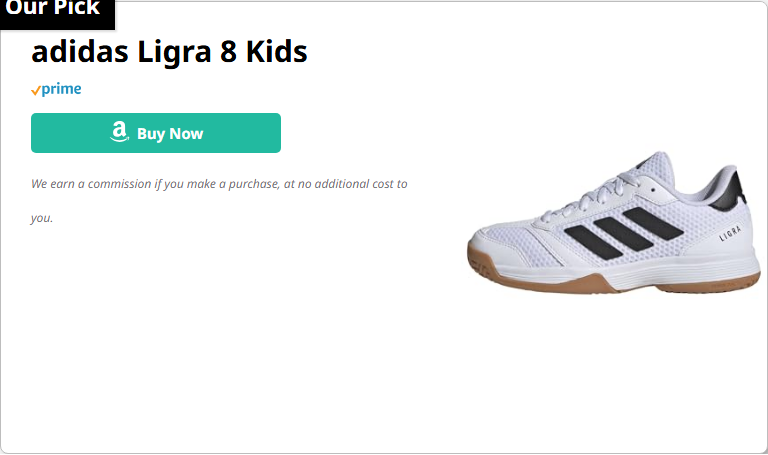 Our Pick
adidas Ligra 8 Kids
prime
a Buy Now
We earn a commission if you make a purchase, at no additional cost to
you.
LIGRA